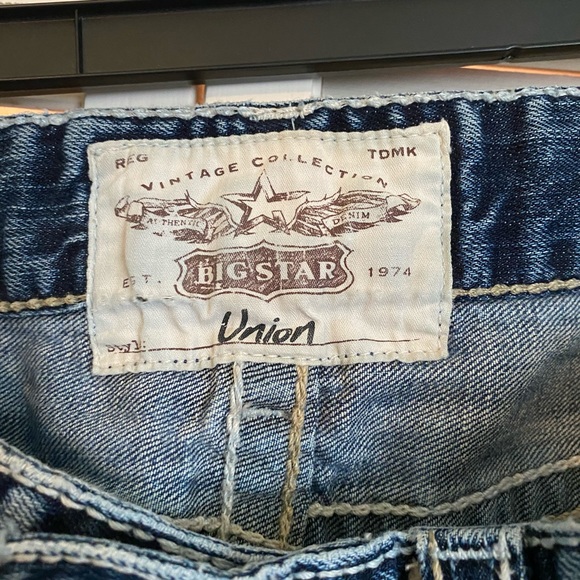 REG TDMK
VINTAGE COLLECTION
AUTHENTIC DENIM
BIG STAR
EST. 1974
Union